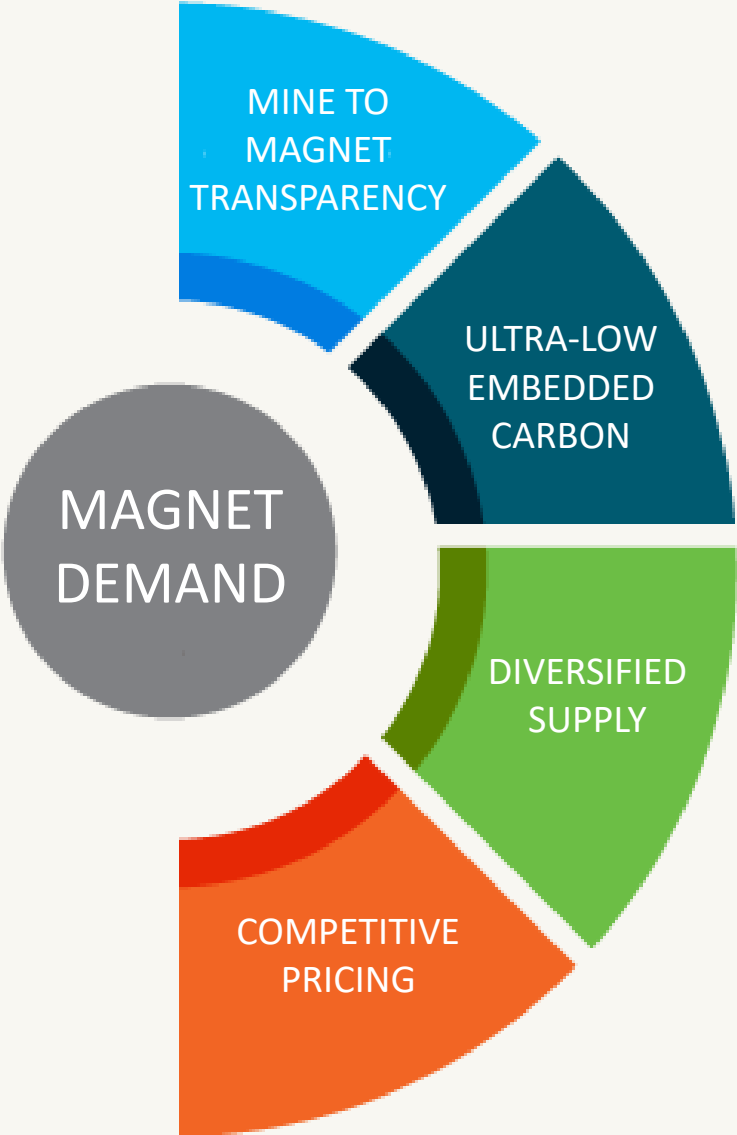 MINE TO
MAGNET
TRANSPARENCY
ULTRA-LOW
EMBEDDED
CARBON
MAGNET
DEMAND
DIVERSIFIED
SUPPLY
COMPETITIVE
PRICING